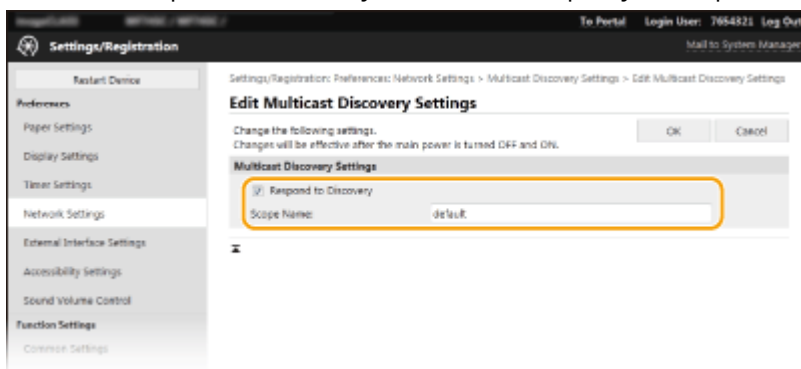 To Portal Login User: 7654321 Log Out
Settings/Registration
Mail to System Manager
Restart Device
Preferences
Paper Settings
Display Settings
Timer Settings
Network Settings
External Interface Settings
Accessibility Settings
Sound Volume Control
Function Settings
Common Settings
Settings/Registration: Preferences: Network Settings > Multicast Discovery Settings > Edit Multicast Discovery Settings
Edit Multicast Discovery Settings
Change the following settings.
Changes will be effective after the main power is turned OFF and ON.
OK Cancel
Multicast Discovery Settings
Respond to Discovery
Scope Name: default